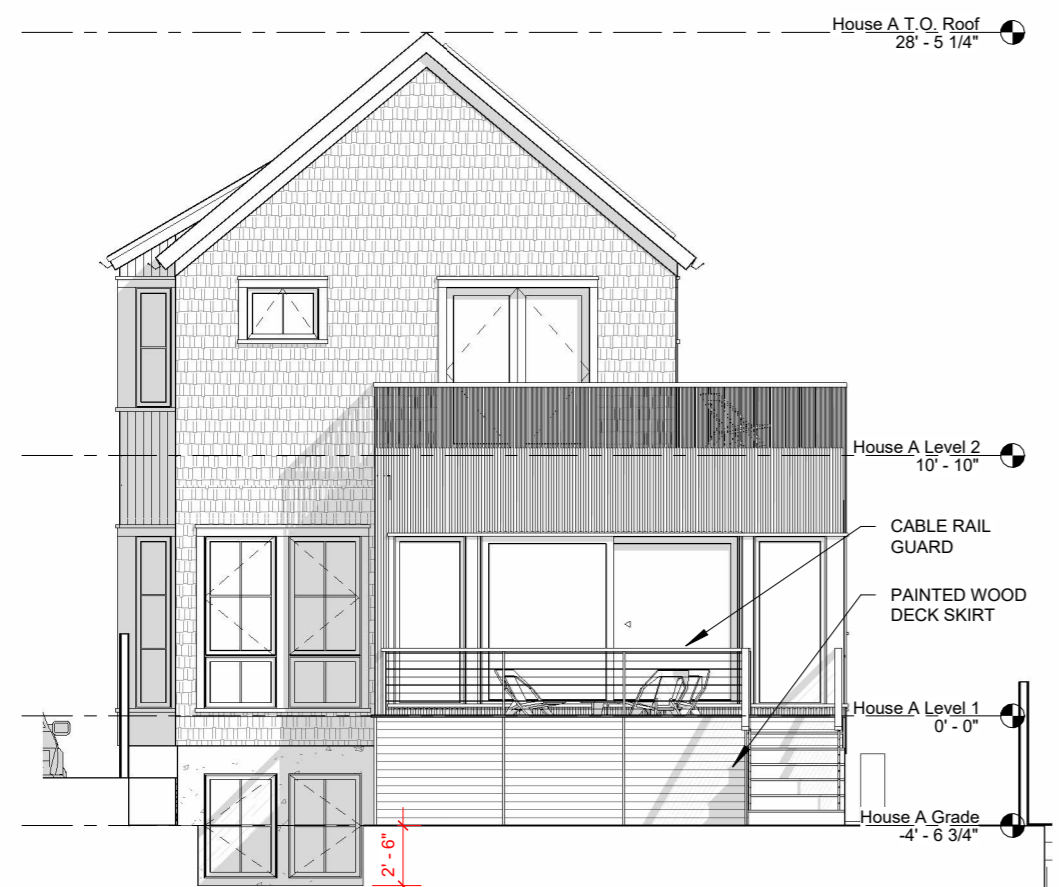 House A T.O. Roof
28' - 5 1/4"
House A Level 2
10' - 10"
CABLE RAIL
GUARD
PAINTED WOOD
DECK SKIRT
House A Level 1
0' - 0"
House A Grade
-4' - 6 3/4"
2' - 6"